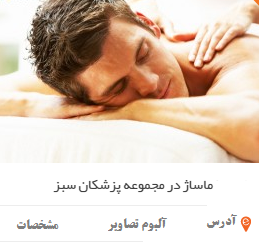 ماساژ در مجموعه پزشکان سبز
آدرس آلبوم تصاویر مشخصات